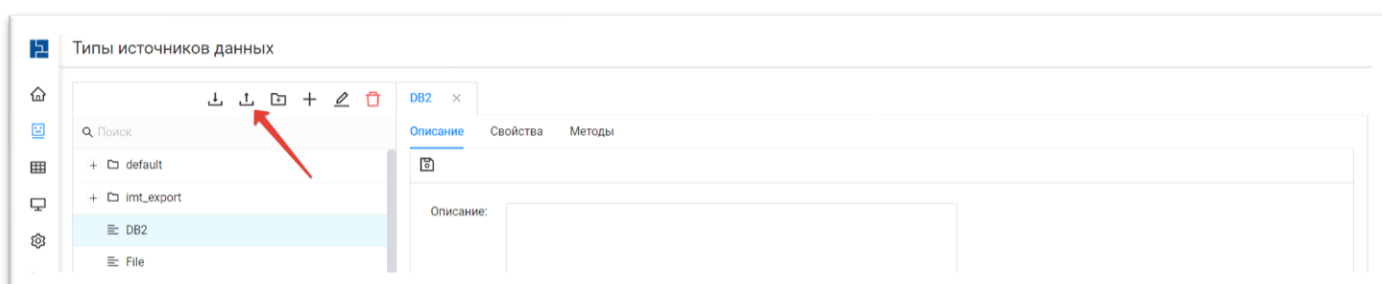 Типы источников данных
DB2
Поиск
Описание Свойства Методы
default
imt_export
Описание:
DB2
File